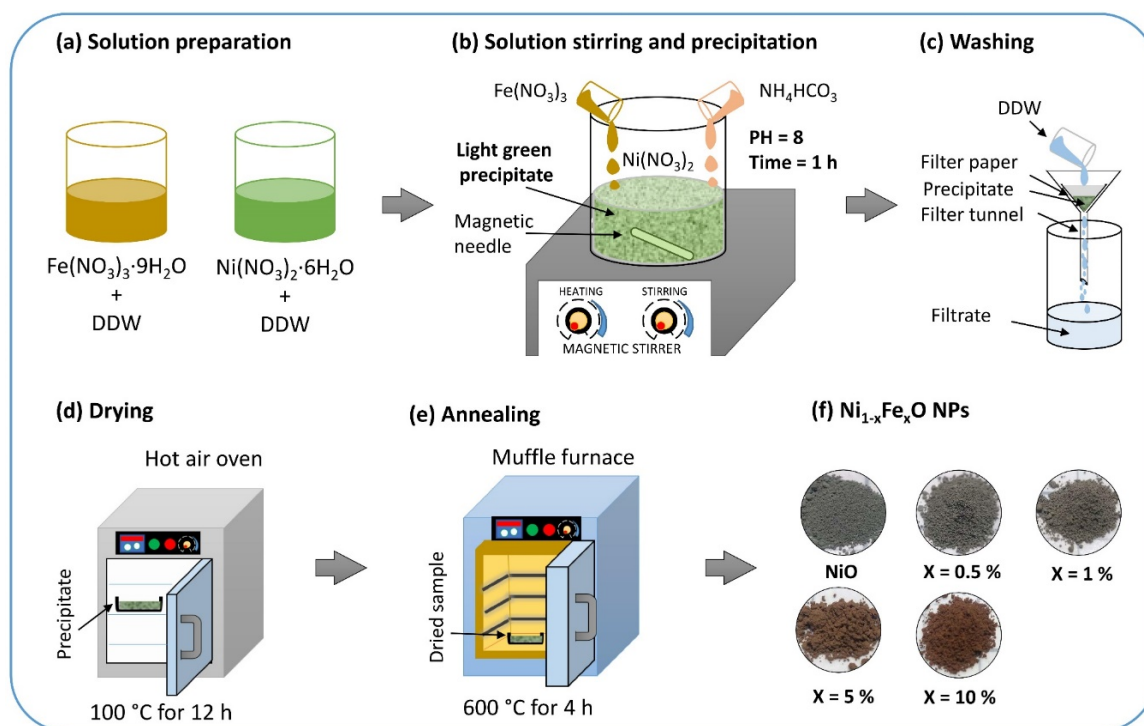 (a) Solution preparation
Fe(NO₃)₃·9H₂O
+
DDW
Ni(NO₃)₂·6H₂O
+
DDW
(b) Solution stirring and precipitation
Fe(NO₃)₃
NH₄HCO₃
Ni(NO₃)₂
PH = 8
Time = 1 h
Light green
precipitate
Magnetic
needle
HEATING
STIRRING
MAGNETIC STIRRER
(c) Washing
DDW
Filter paper
Precipitate
Filter tunnel
Filtrate
(d) Drying
Hot air oven
Precipitate
100 °C for 12 h
(e) Annealing
Muffle furnace
Dried sample
600 °C for 4 h
(f) Ni₁₋ₓFeₓO NPs
NiO
X = 0.5 %
X = 1 %
X = 5 %
X = 10 %